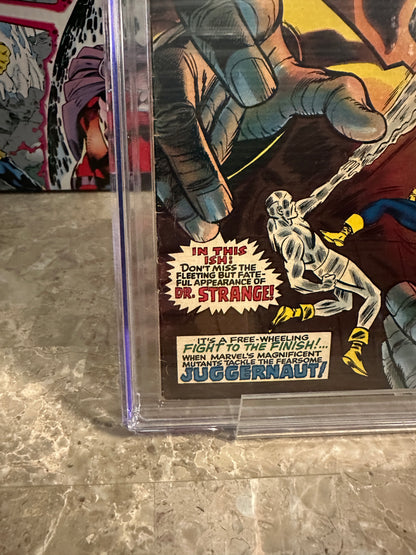 IN THIS
ISH:
DON'T MISS THE
FLEETING BUT FATE-
FUL APPEARANCE OF
DR. STRANGE!
IT'S A FREE-WHEELING
FIGHT TO THE FINISH!...
WHEN MARVEL'S MAGNIFICENT
MUTANTS TACKLE THE FEARSOME
JUGGERNAUT!